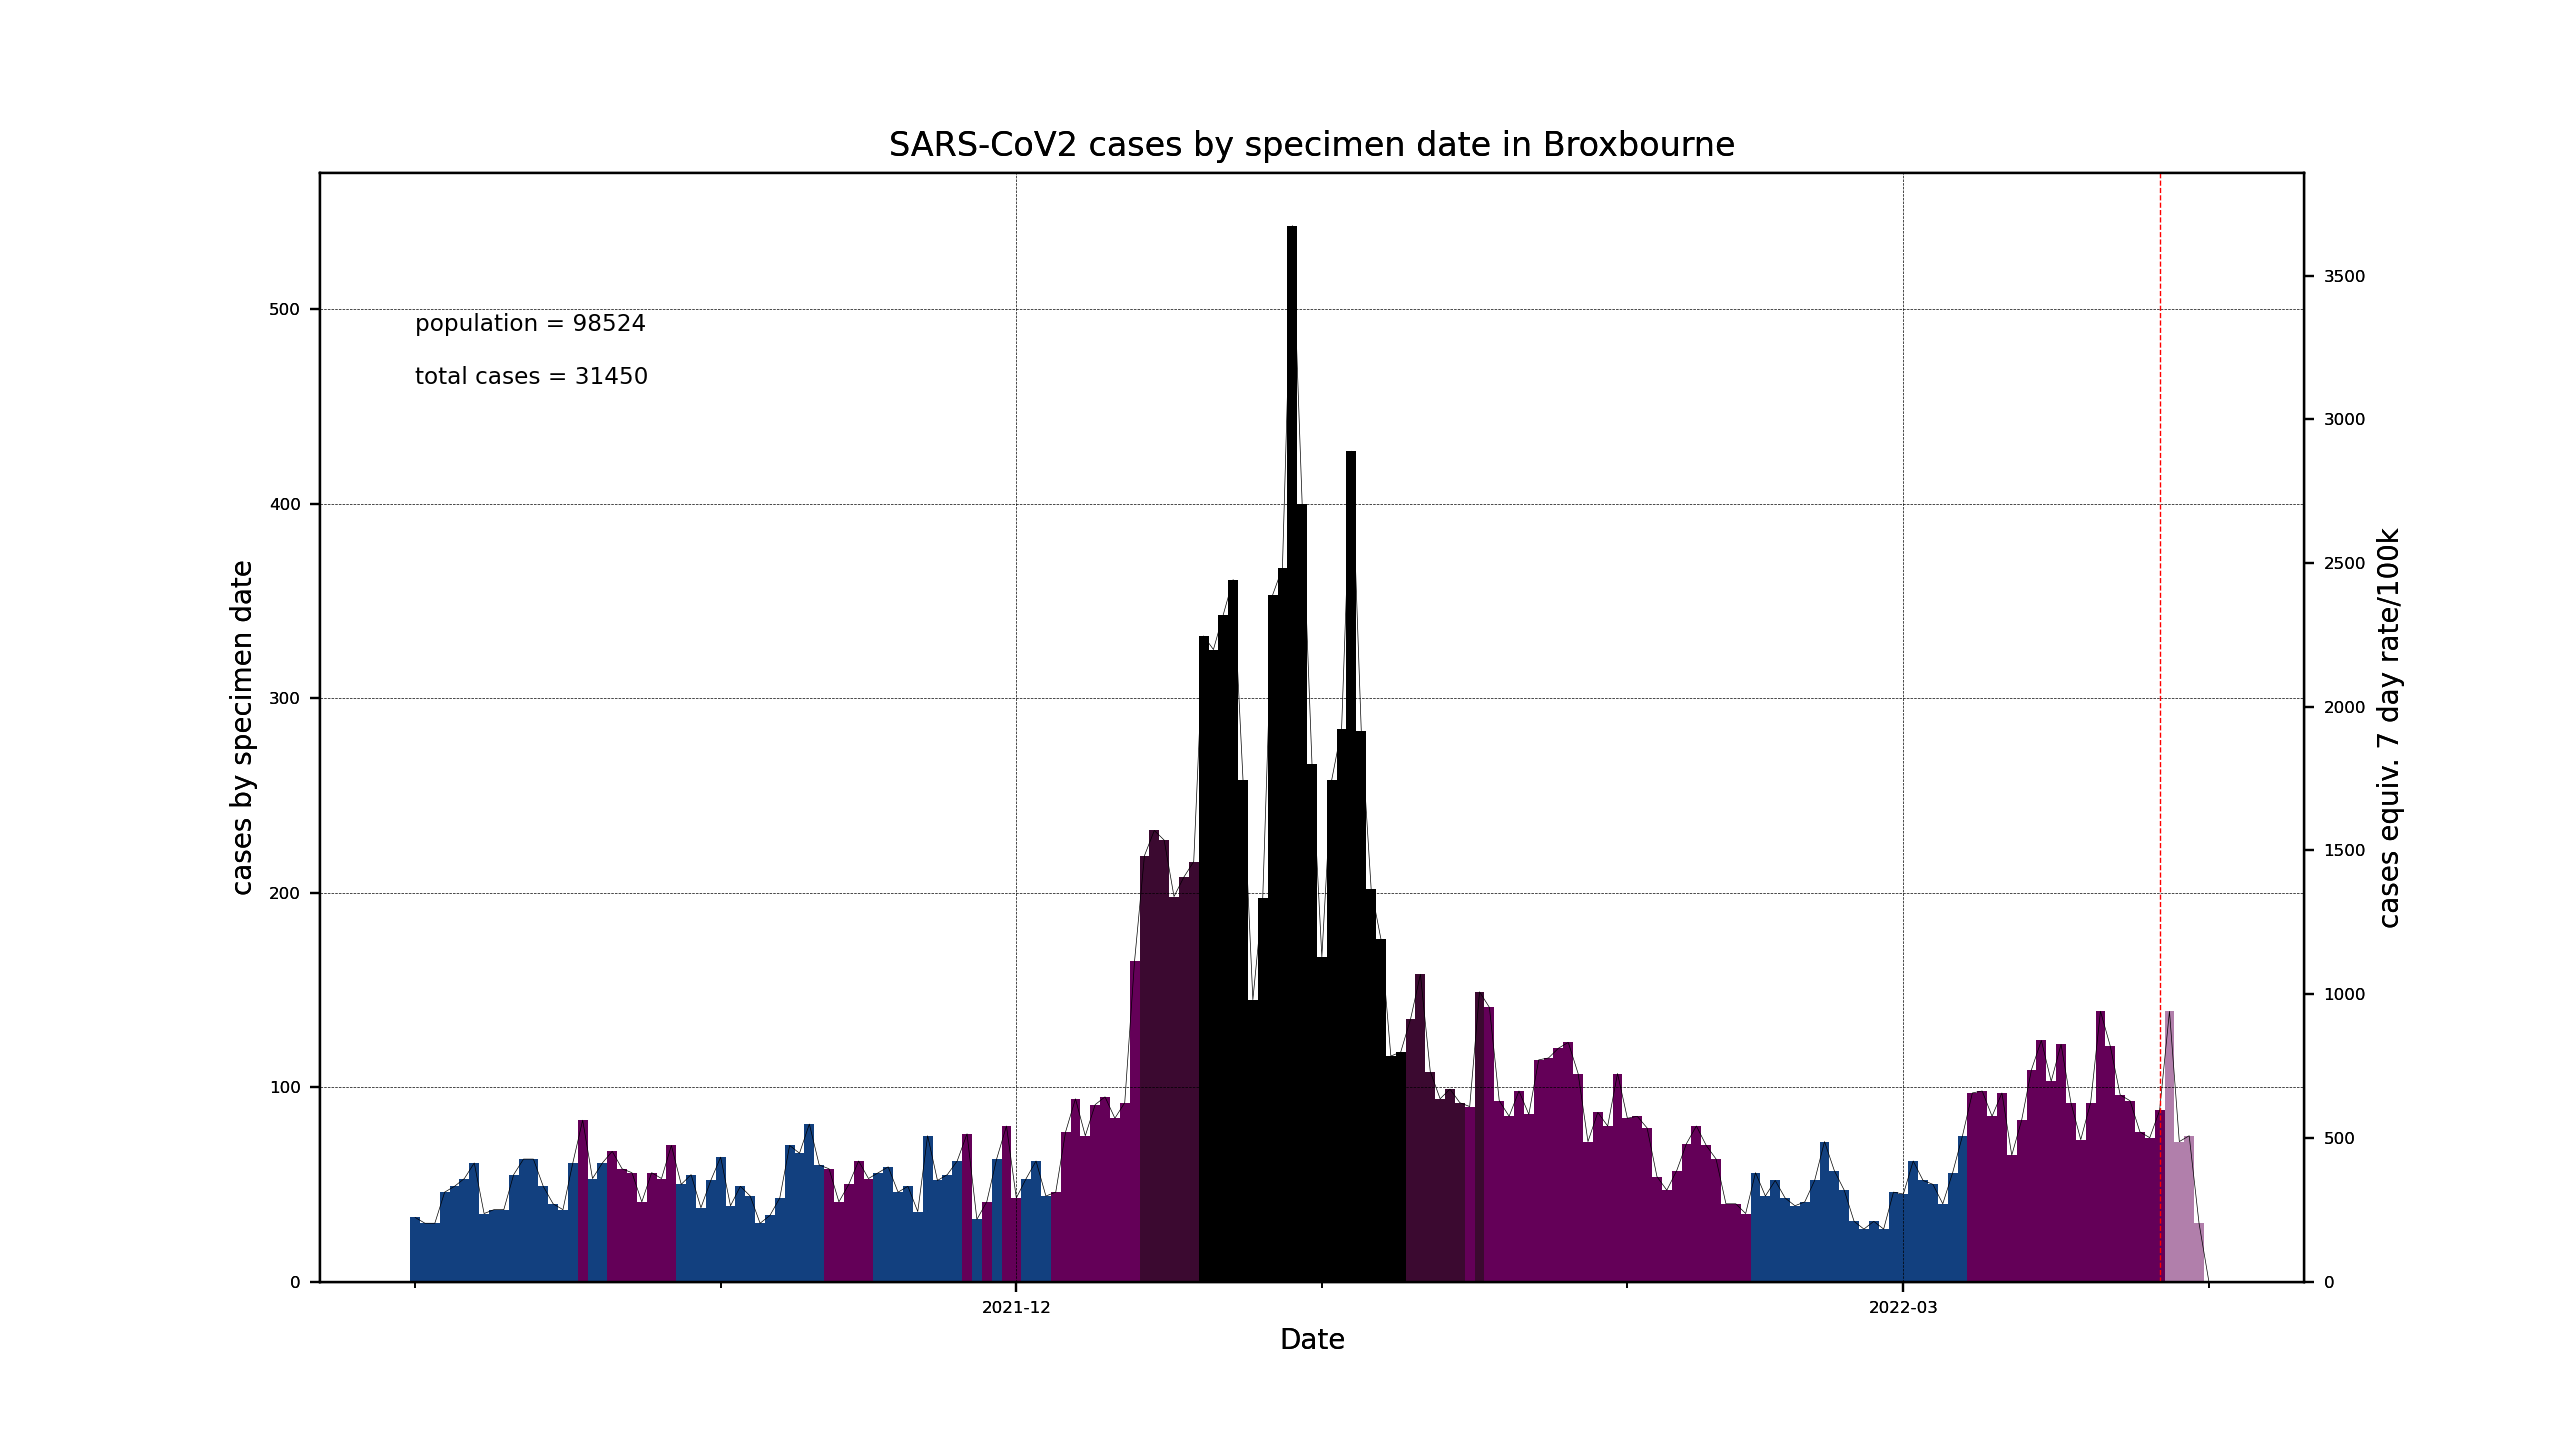 SARS-CoV2 cases by specimen date in Broxbourne
population = 98524
total cases = 31450
cases by specimen date
500
400
300
200
100
0
3500
3000
2500
2000
1500
1000
500
0
cases equiv. 7 day rate/100k
2021-12
2022-03
Date